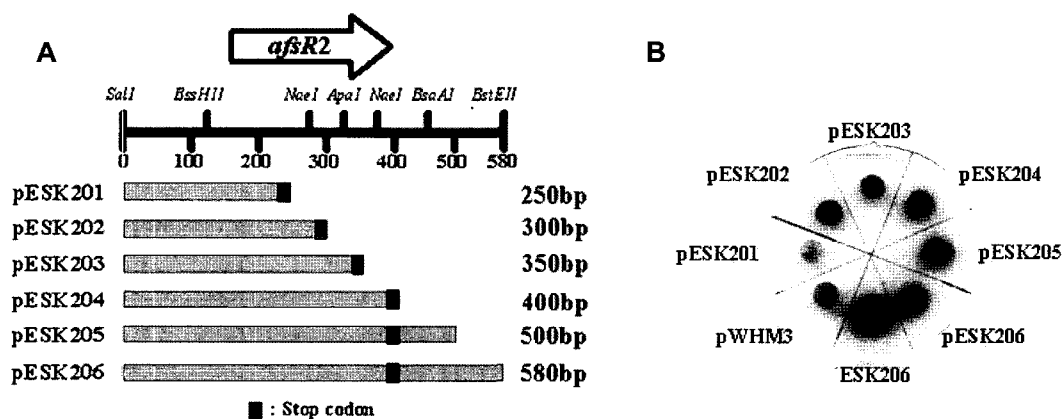 A
B
afsR2
SalI BssHII NaeI ApaI NaeI BsaAI BstEII
0 100 200 300 400 500 580
pESK201 250bp
pESK202 300bp
pESK203 350bp
pESK204 400bp
pESK205 500bp
pESK206 580bp
: Stop codon
pESK203
pESK202
pESK204
pESK201
pESK205
pWHM3
pESK206
ESK206